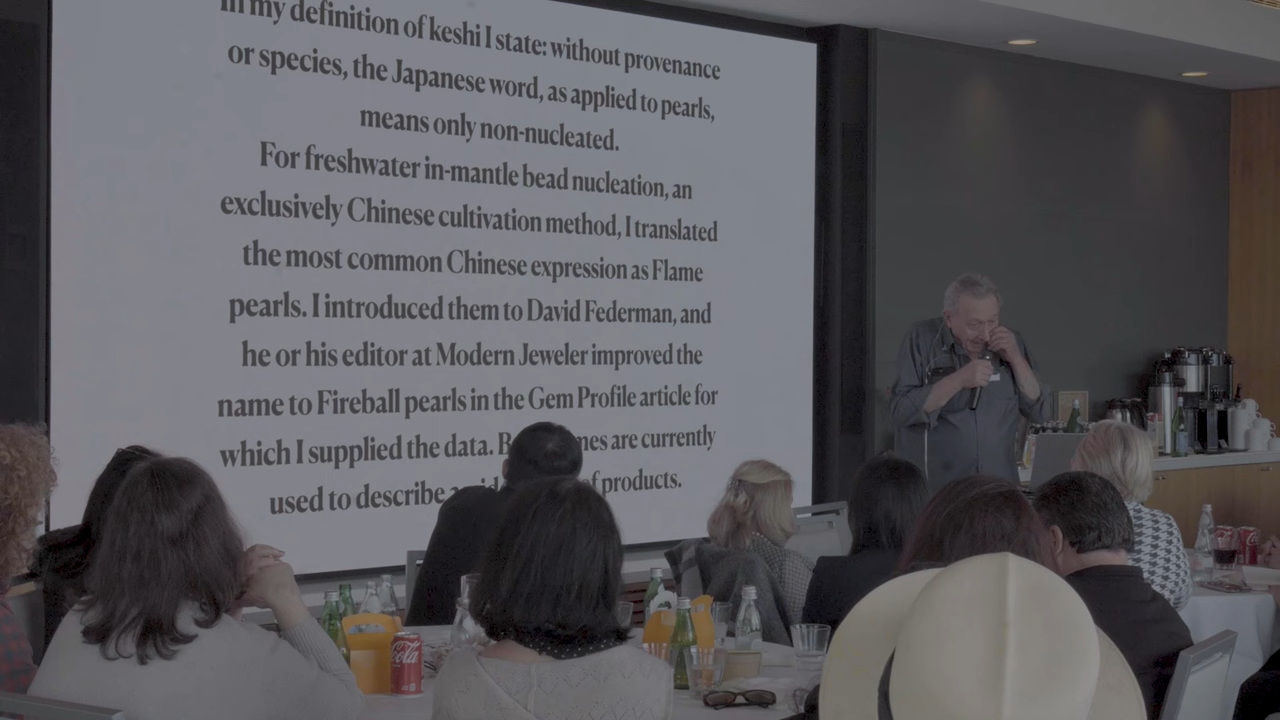 In my definition of keshi I state: without provenance
or species, the Japanese word, as applied to pearls,
means only non-nucleated.
For freshwater in-mantle bead nucleation, an
exclusively Chinese cultivation method, I translated
the most common Chinese expression as Flame
pearls. I introduced them to David Federman, and
he or his editor at Modern Jeweler improved the
name to Fireball pearls in the Gem Profile article for
which I supplied the data. are currently
used to describe of products.
Coca-Cola